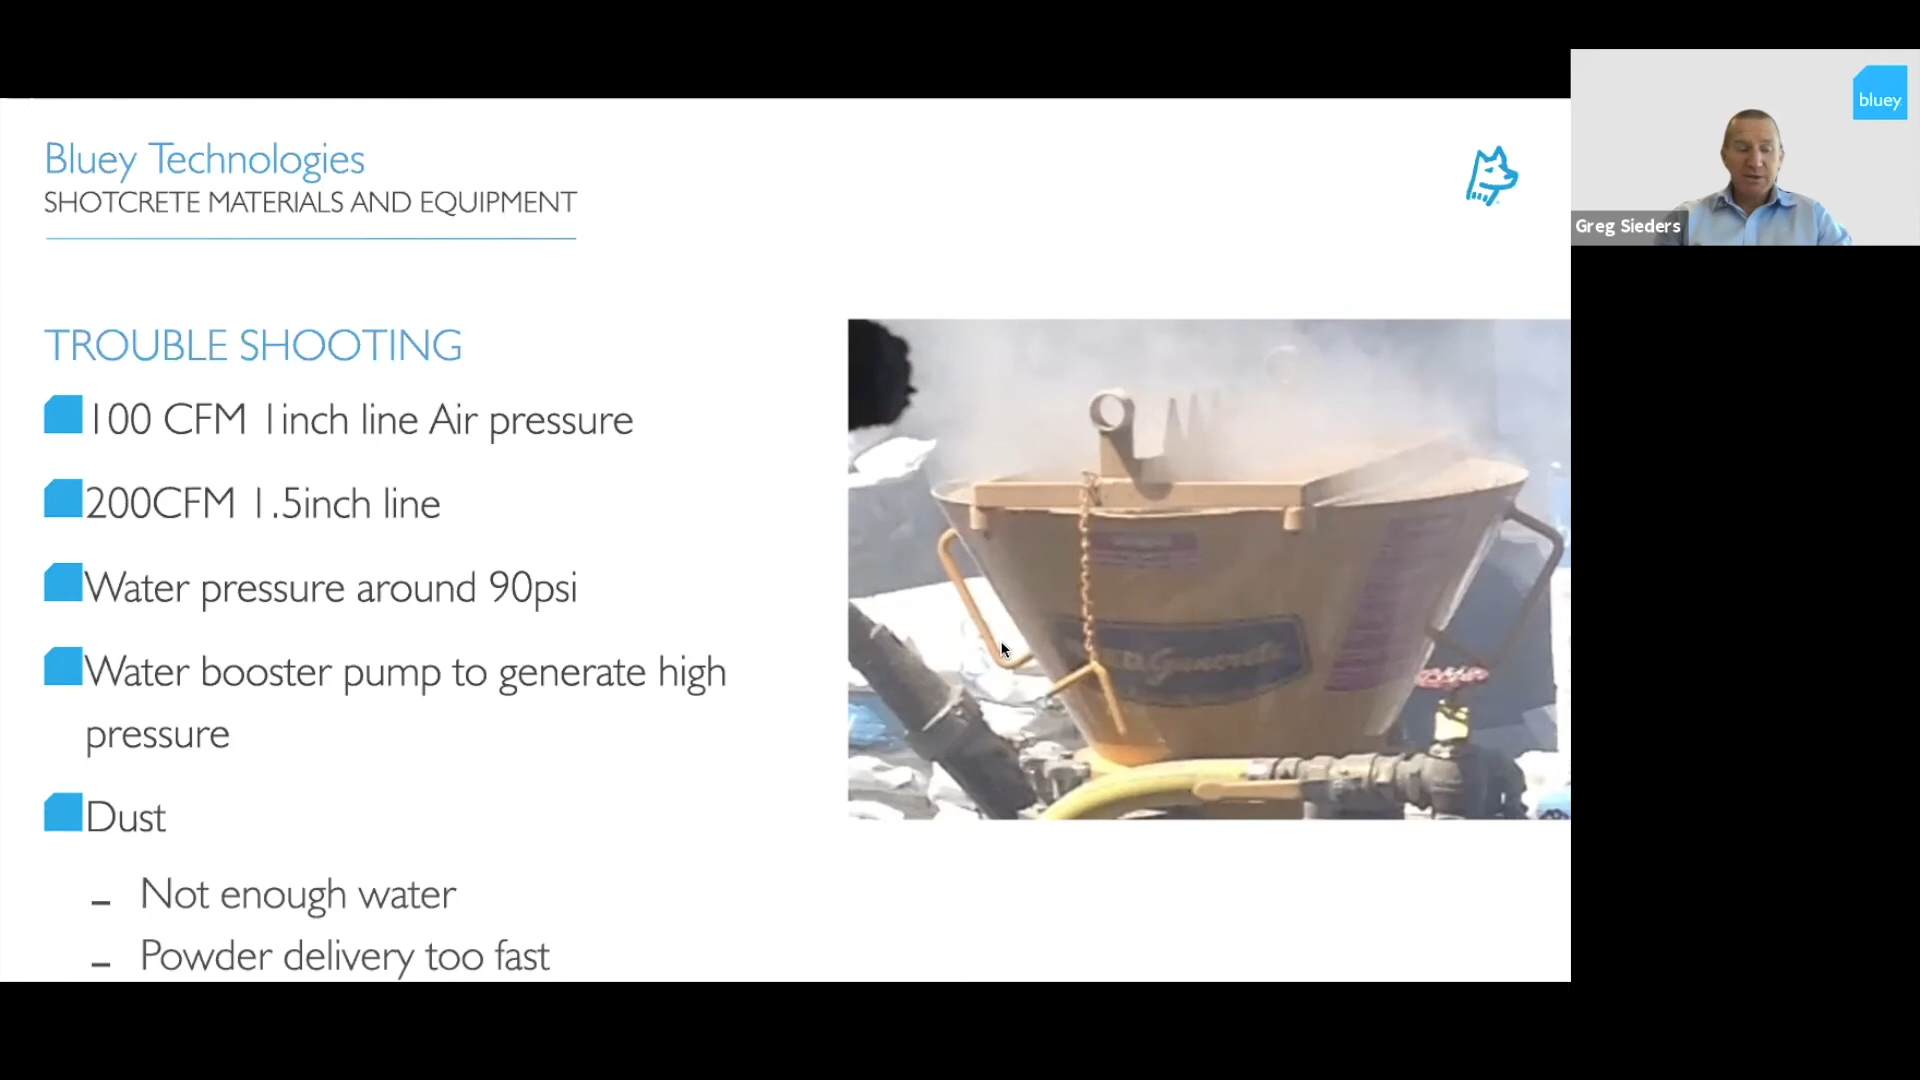 Bluey Technologies
SHOTCRETE MATERIALS AND EQUIPMENT
TROUBLE SHOOTING
100 CFM 1inch line Air pressure
200CFM 1.5inch line
Water pressure around 90psi
Water booster pump to generate high
pressure
Dust
– Not enough water
– Powder delivery too fast
bluey
Greg Sieders